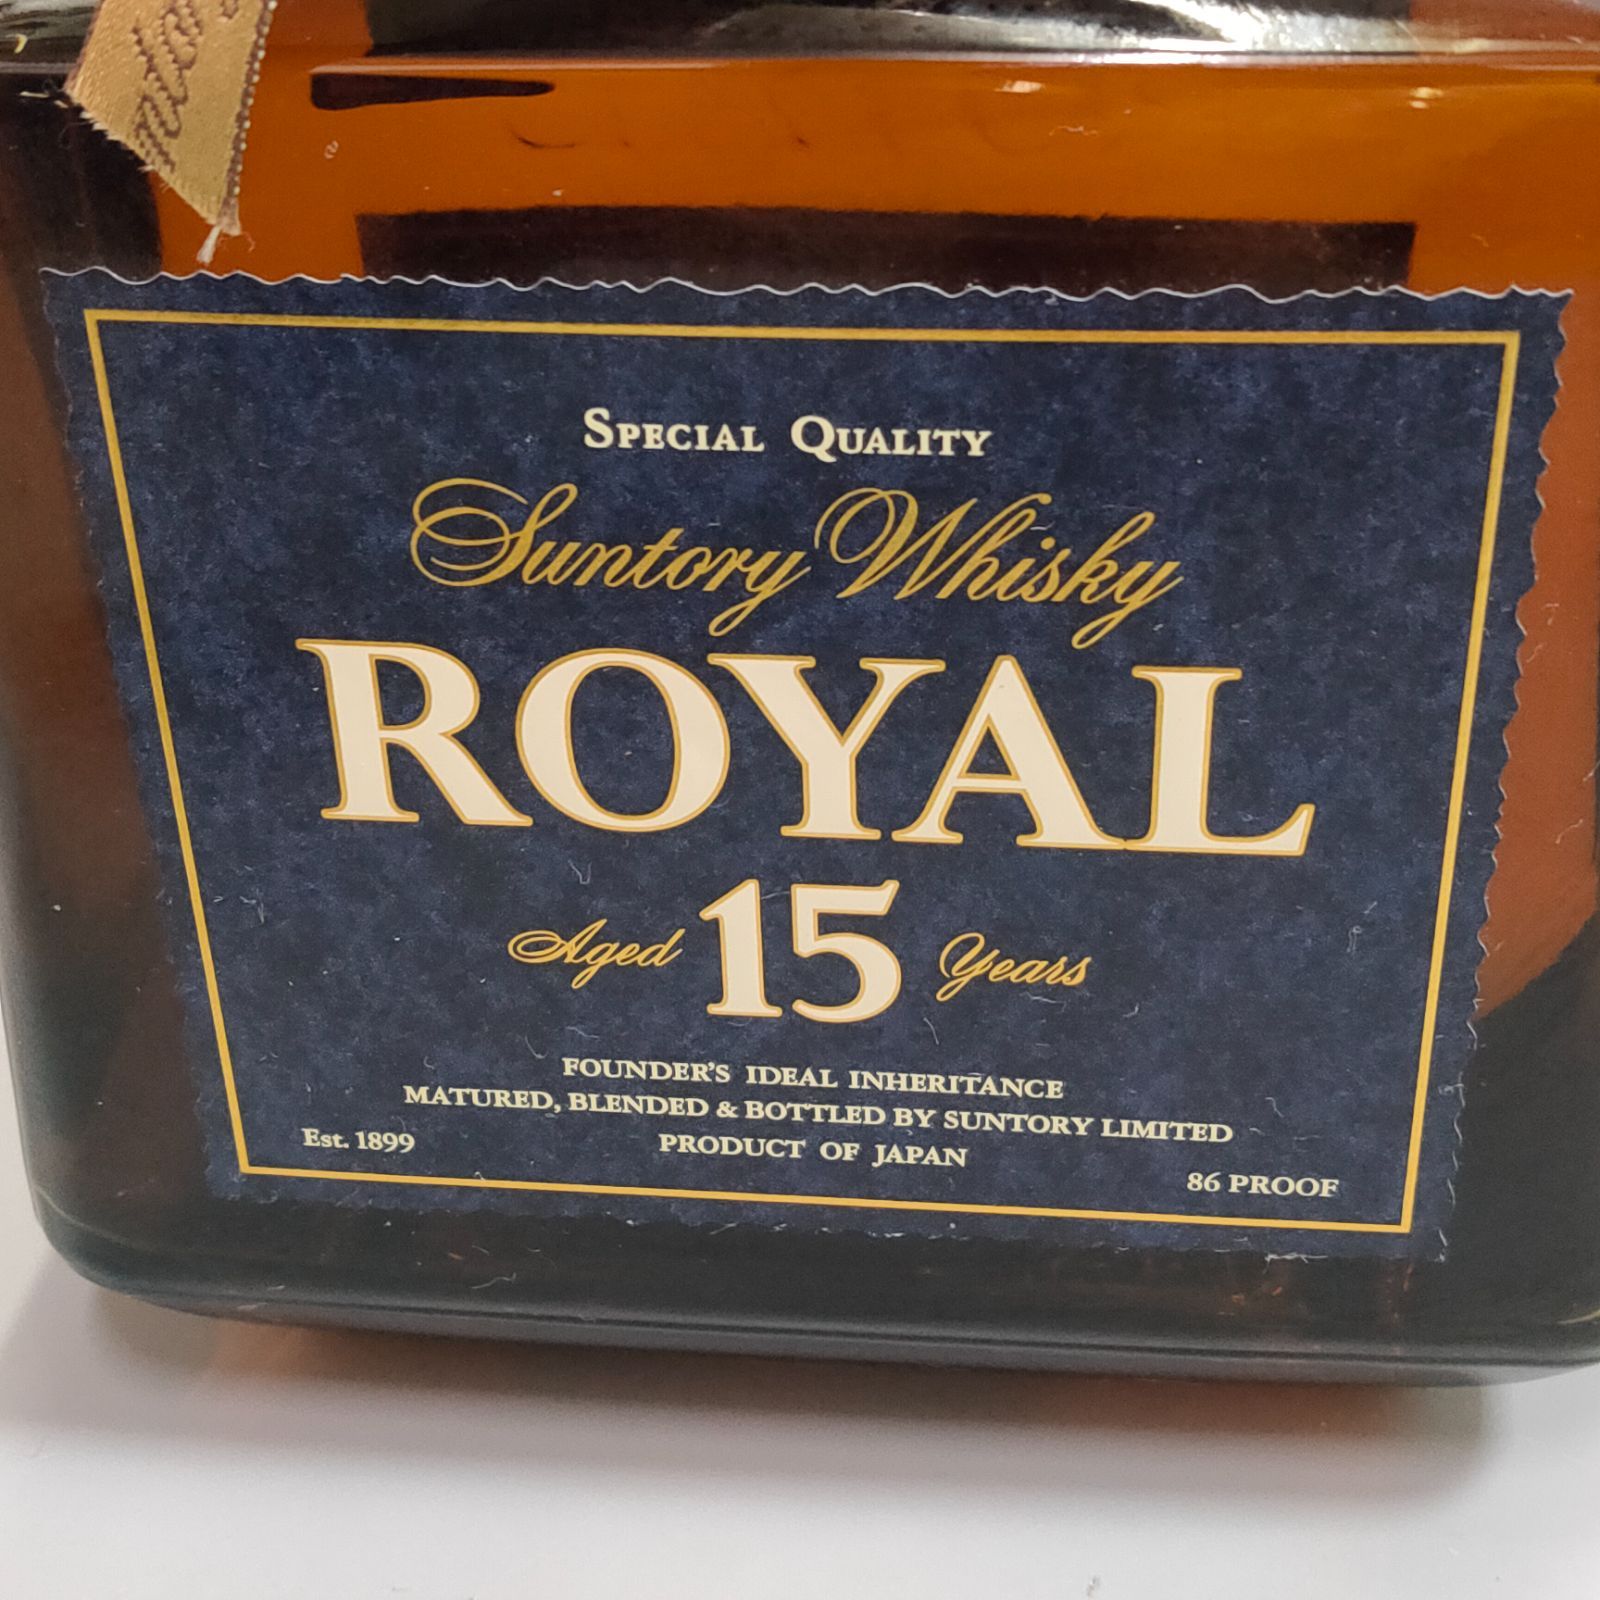 Special Quality
Suntory Whisky
ROYAL
Aged 15 Years
FOUNDER'S IDEAL INHERITANCE
MATURED, BLENDED & BOTTLED BY SUNTORY LIMITED
Est. 1899
PRODUCT OF JAPAN
86 PROOF